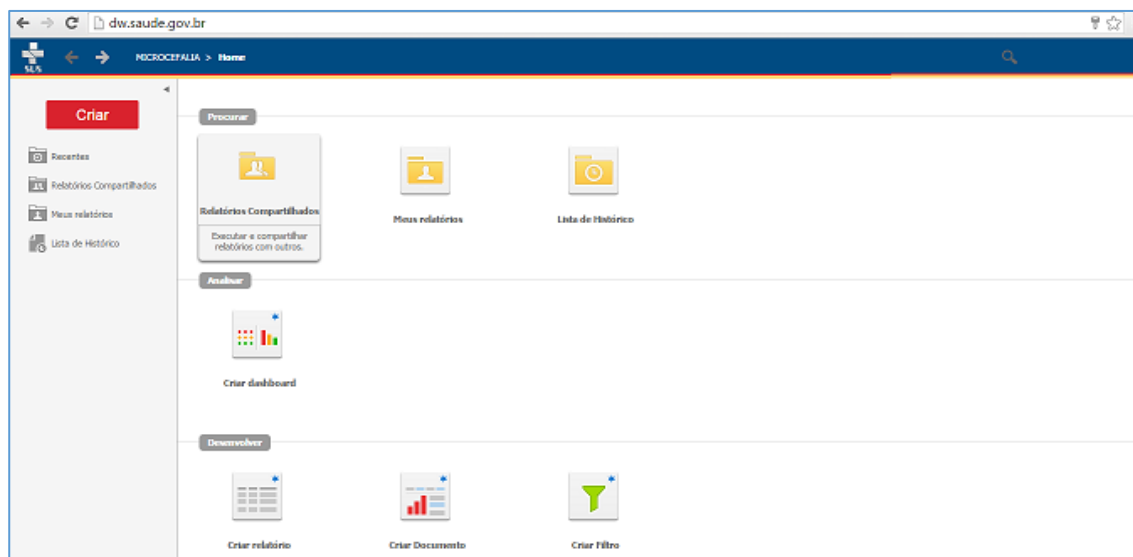 dw.saude.gov.br
SUS
MICROCEFALIA > Home
Criar
Recentes
Relatórios Compartilhados
Meus relatórios
Lista de Histórico
Procurar
Relatórios Compartilhados
Executar e compartilhar
relatórios com outros.
Meus relatórios
Lista de Histórico
Analisar
Criar dashboard
Desenvolver
Criar relatório
Criar Documento
Criar Filtro